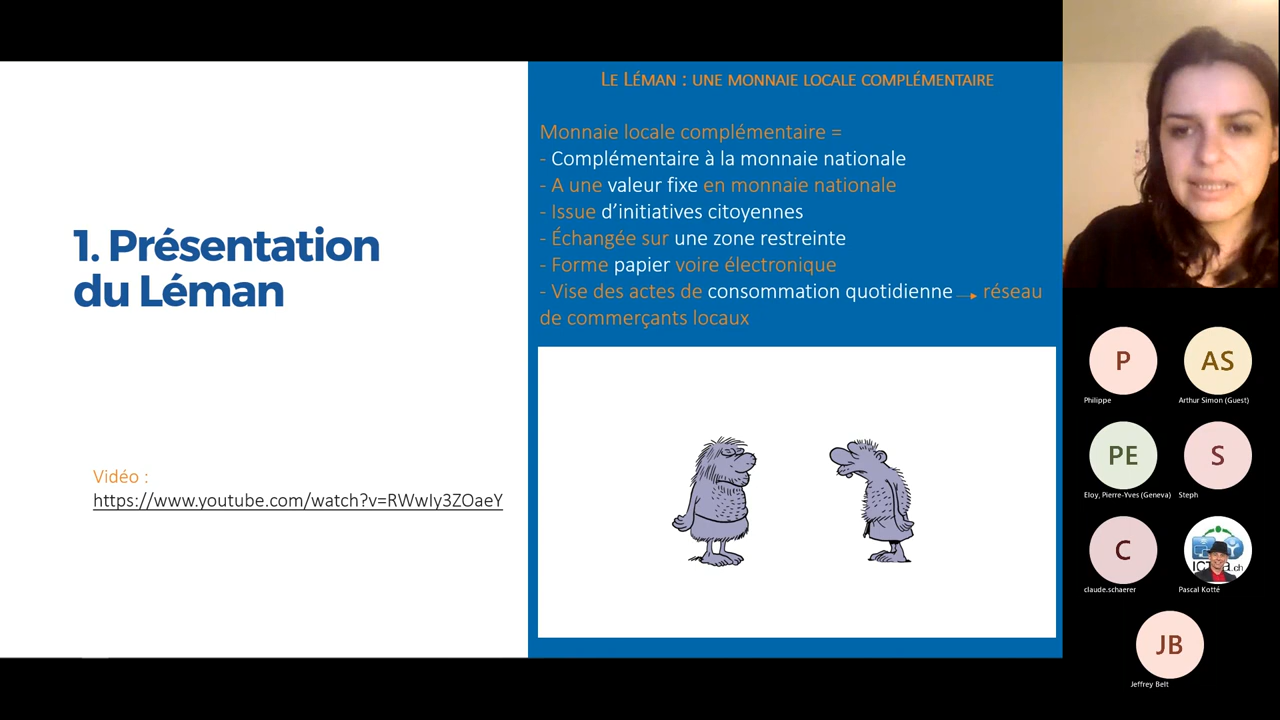 1. Présentation
du Léman
Vidéo :
https://www.youtube.com/watch?v=RWwIy3ZOaeY
Le Léman : une monnaie locale complémentaire
Monnaie locale complémentaire =
- Complémentaire à la monnaie nationale
- A une valeur fixe en monnaie nationale
- Issue d’initiatives citoyennes
- Échangée sur une zone restreinte
- Forme papier voire électronique
- Vise des actes de consommation quotidienne → réseau
de commerçants locaux
P
Philippe
AS
Arthur Simon (Guest)
PE
Eloy, Pierre-Yves (Geneva)
S
Steph
C
claude.schaerer
Pascal Kotté
JB
Jeffrey Belt